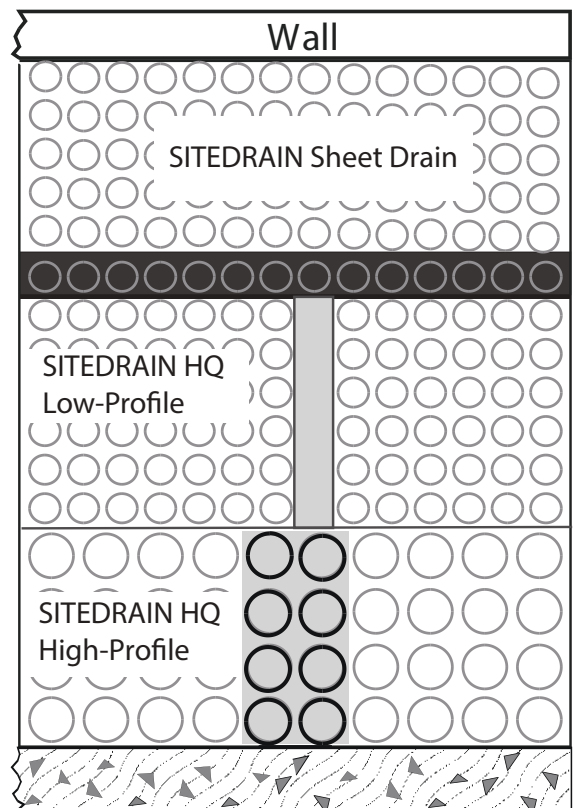 Wall
SITEDRAIN Sheet Drain
SITEDRAIN HQ
Low-Profile
SITEDRAIN HQ
High-Profile